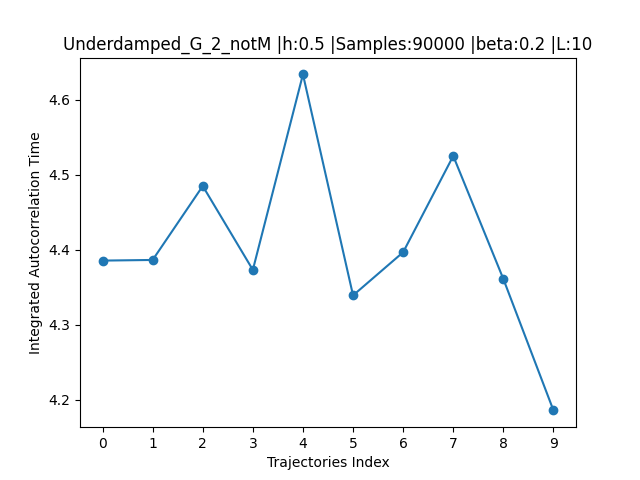 Underdamped_G_2_notM |h:0.5 |Samples:90000 |beta:0.2 |L:10
Integrated Autocorrelation Time
4.6
4.5
4.4
4.3
4.2
0 1 2 3 4 5 6 7 8 9
Trajectories Index